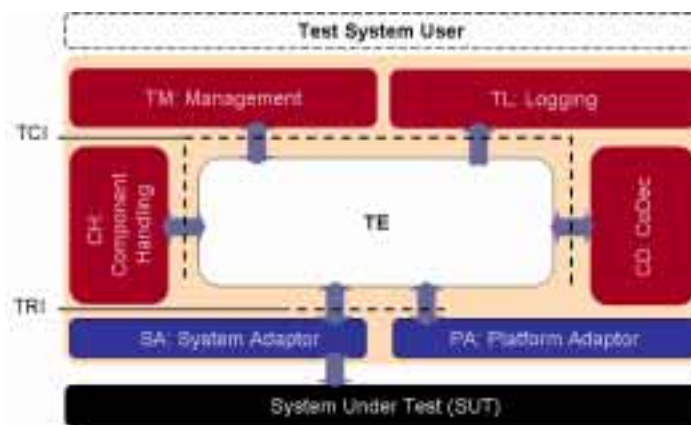 Test System User
TM: Management
TL: Logging
TCI
CH:
Component
Handling
TE
CD: CoDec
TRI
SA: System Adaptor
PA: Platform Adaptor
System Under Test (SUT)